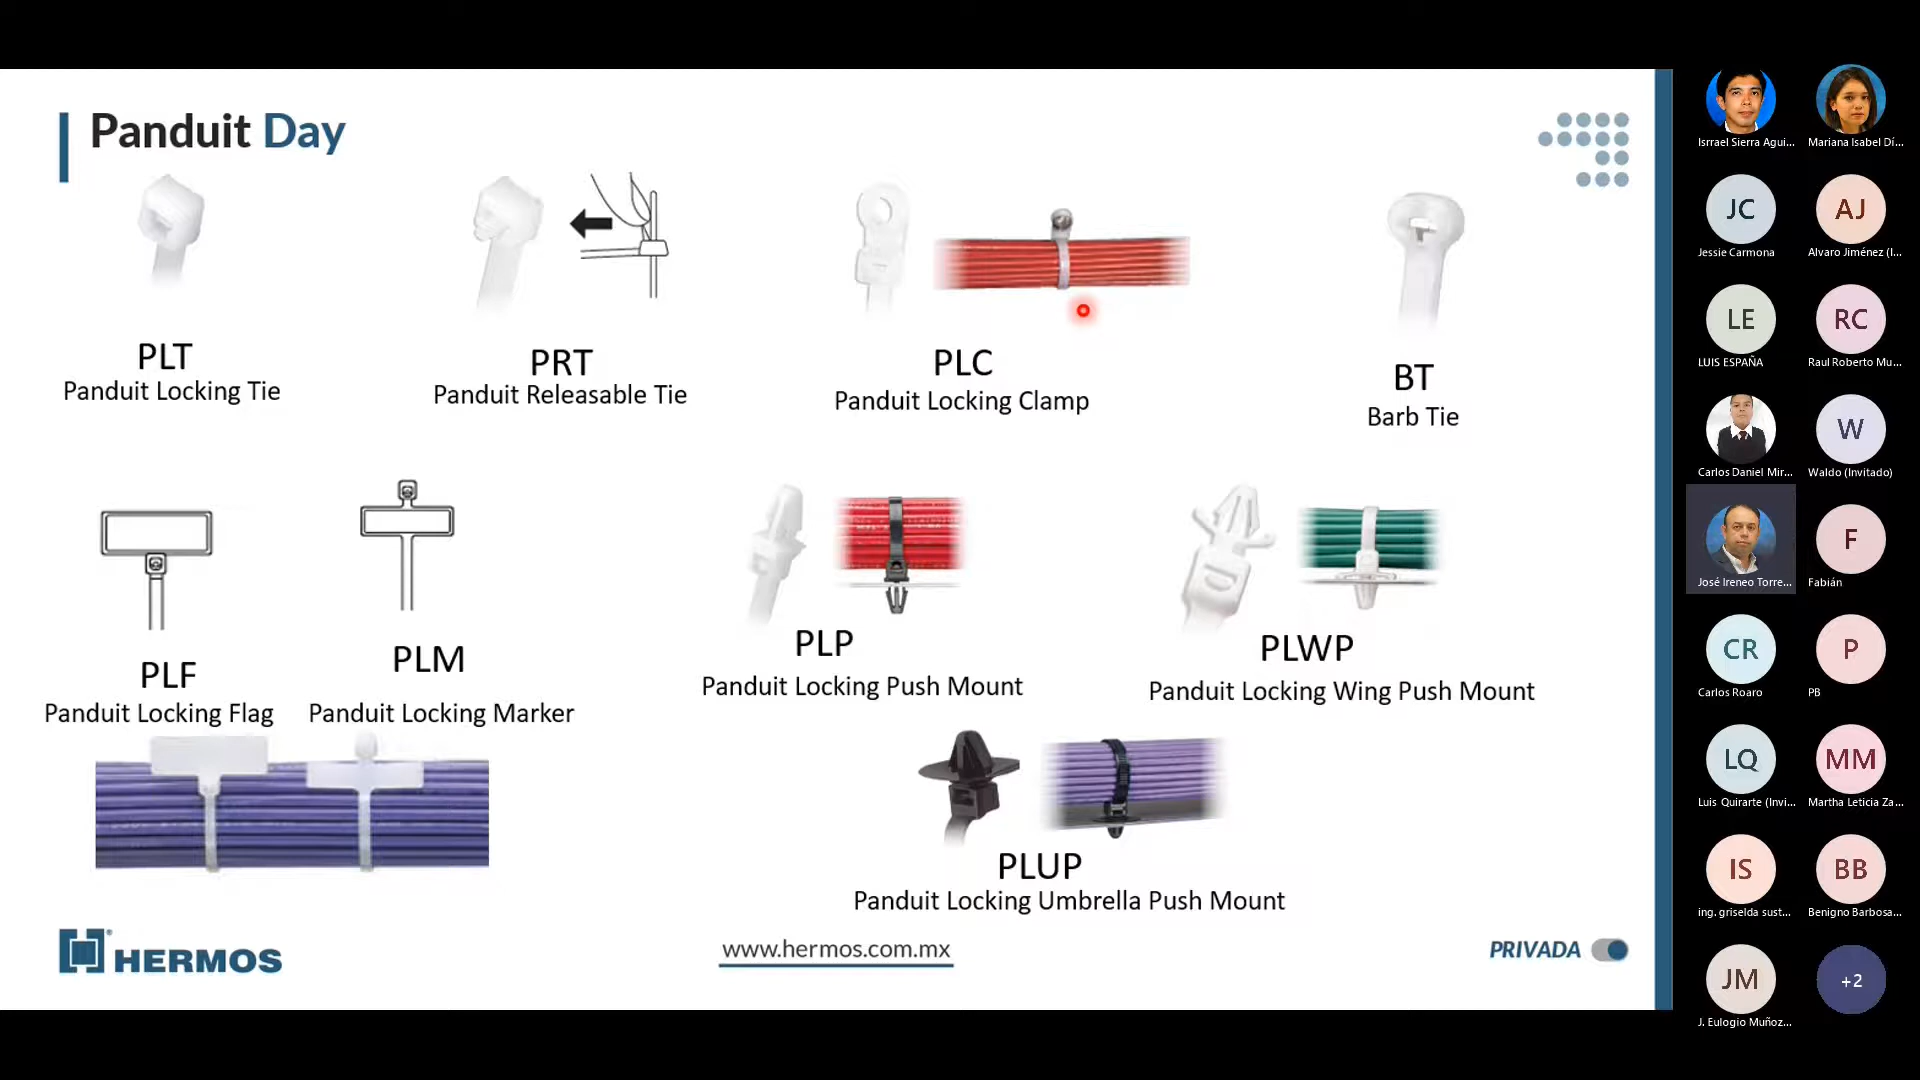 Panduit Day
PLT
Panduit Locking Tie
PRT
Panduit Releasable Tie
PLC
Panduit Locking Clamp
BT
Barb Tie
PLF
Panduit Locking Flag
PLM
Panduit Locking Marker
PLP
Panduit Locking Push Mount
PLWP
Panduit Locking Wing Push Mount
PLUP
Panduit Locking Umbrella Push Mount
HERMOS
www.hermos.com.mx
PRIVADA
Isrrael Sierra Agui...
Mariana Isabel Dí...
JC
Jessie Carmona
AJ
Alvaro Jiménez (I...
LE
LUIS ESPAÑA
RC
Raul Roberto Mu...
Carlos Daniel Mir...
W
Waldo (Invitado)
José Ireneo Torre...
F
Fabián
CR
Carlos Roaro
P
PB
LQ
Luis Quirarte (Invi...
MM
Martha Leticia Za...
IS
ing. griselda sust...
BB
Benigno Barbosa...
JM
J. Eulogio Muñoz...
+2